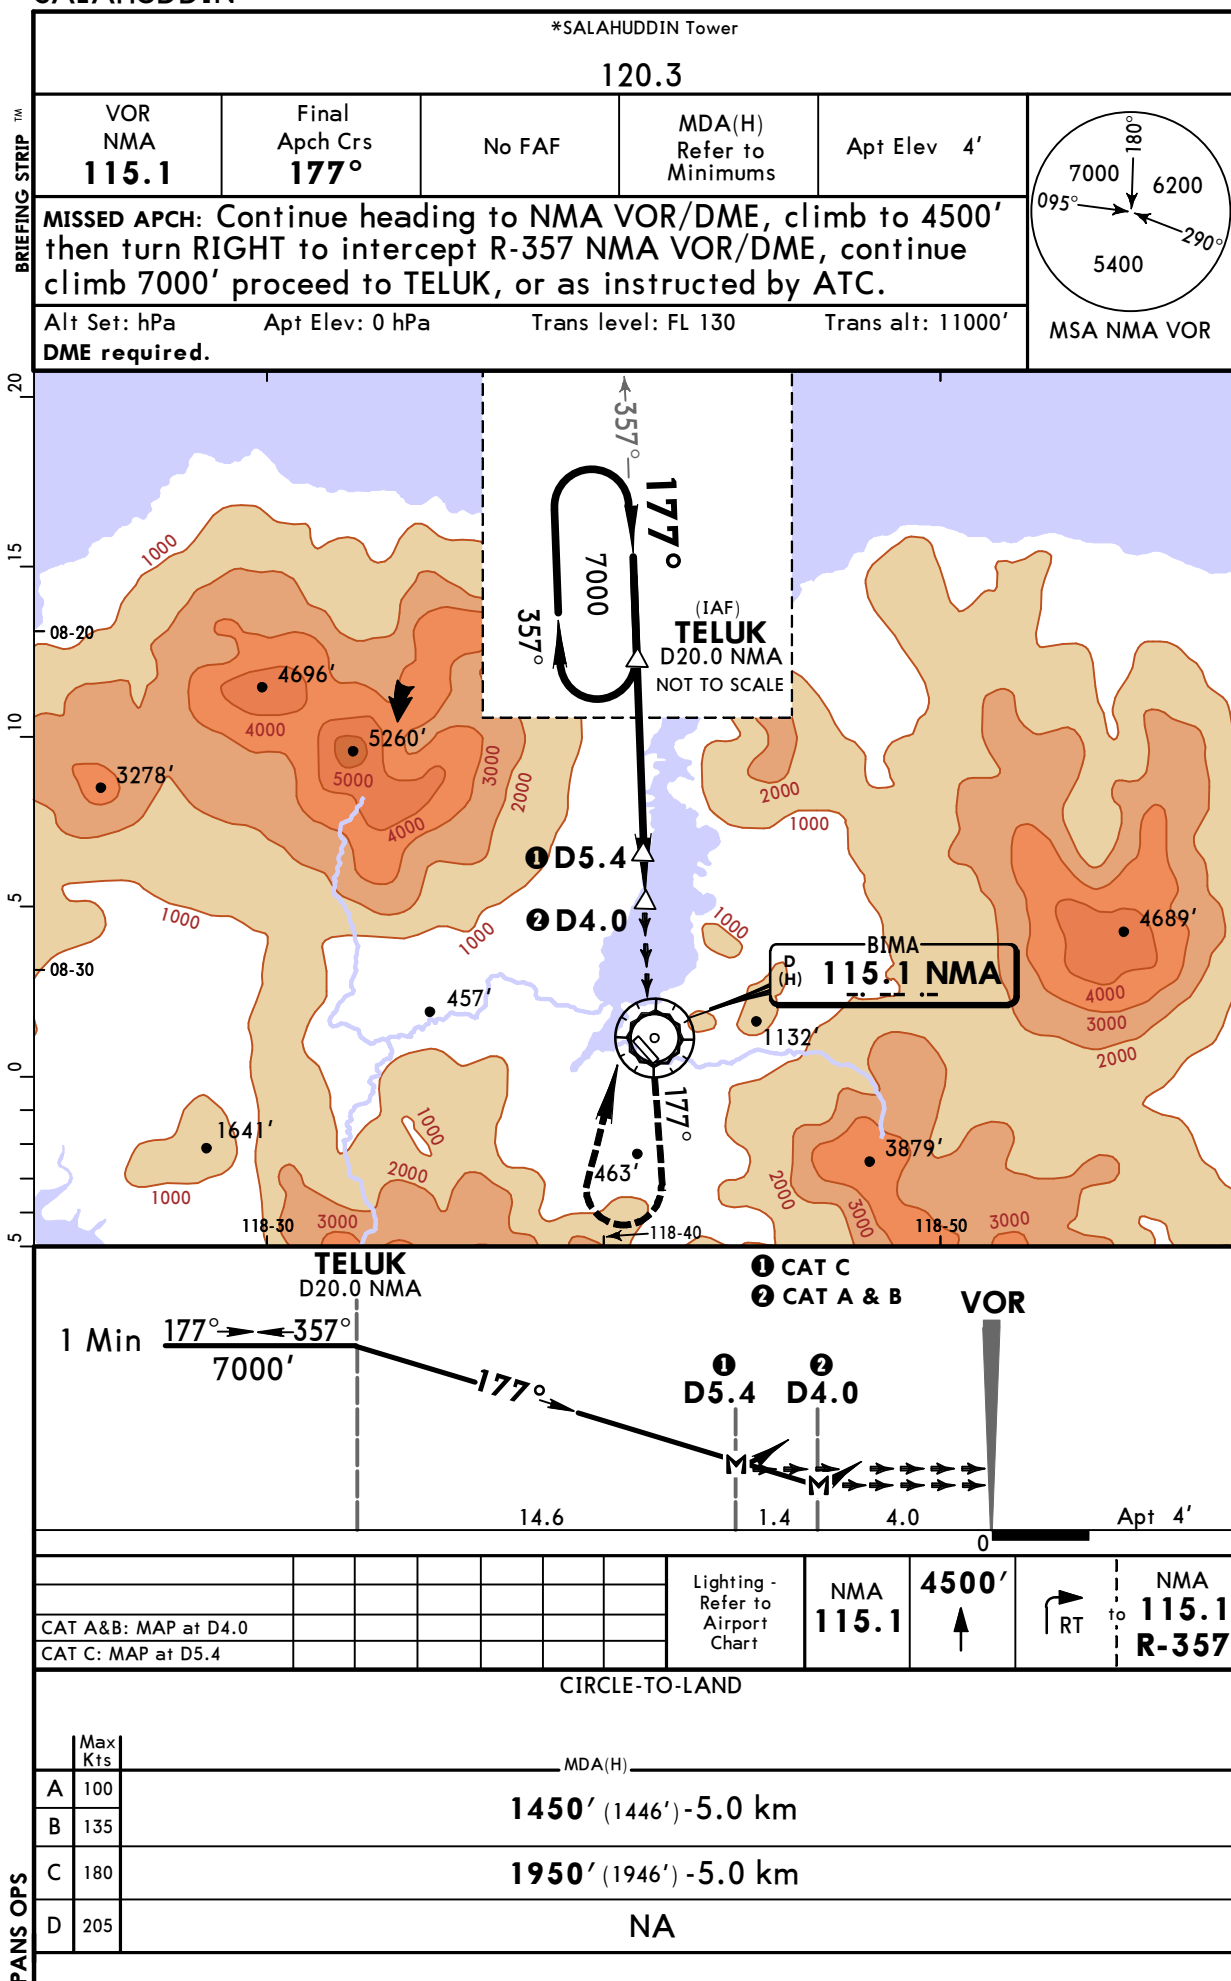 *SALAHUDDIN Tower
120.3
BRIEFING STRIP ™
VOR
NMA
115.1
Final
Apch Crs
177°
No FAF
MDA(H)
Refer to
Minimums
Apt Elev 4'
MISSED APCH: Continue heading to NMA VOR/DME, climb to 4500'
then turn RIGHT to intercept R-357 NMA VOR/DME, continue
climb 7000' proceed to TELUK, or as instructed by ATC.
Alt Set: hPa Apt Elev: 0 hPa Trans level: FL 130 Trans alt: 11000'
DME required.
180°
7000
6200
095°
290°
5400
MSA NMA VOR
20
15
10
5
0
5
357°
177°
7000
357°
(IAF)
TELUK
D20.0 NMA
NOT TO SCALE
1000
08-20
4696'
4000
5260'
3278'
5000
3000
2000
4000
2000
1000
❶ D5.4
❷ D4.0
1000
1000
1000
4689'
08-30
BIMA
D
(H)
115.1 NMA
457'
1132'
4000
3000
2000
1641'
1000
1000
2000
177°
463'
3879'
2000
3000
3000
118-30
3000
118-40
118-50
TELUK
D20.0 NMA
❶ CAT C
❷ CAT A & B
VOR
1 Min
177°
357°
7000'
177°
❶
D5.4
❷
D4.0
M
M
14.6
1.4
4.0
0
Apt 4'
CAT A&B: MAP at D4.0
CAT C: MAP at D5.4
Lighting -
Refer to
Airport
Chart
NMA
115.1
4500'
RT
to
NMA
115.1
R-357
CIRCLE-TO-LAND
Max
Kts
MDA(H)
A 100
B 135
1450' (1446') -5.0 km
C 180 1950' (1946') -5.0 km
D 205 NA
PANS OPS